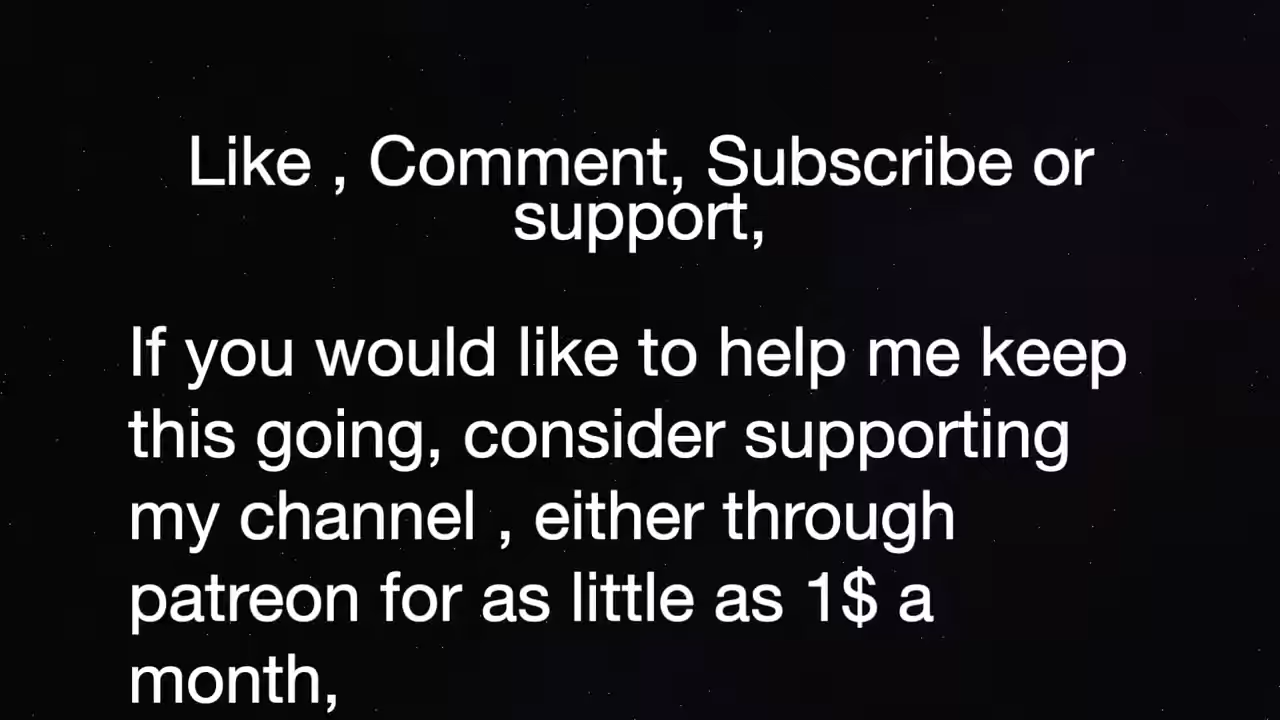 Like , Comment, Subscribe or
support,
If you would like to help me keep
this going, consider supporting
my channel , either through
patreon for as little as 1$ a
month,